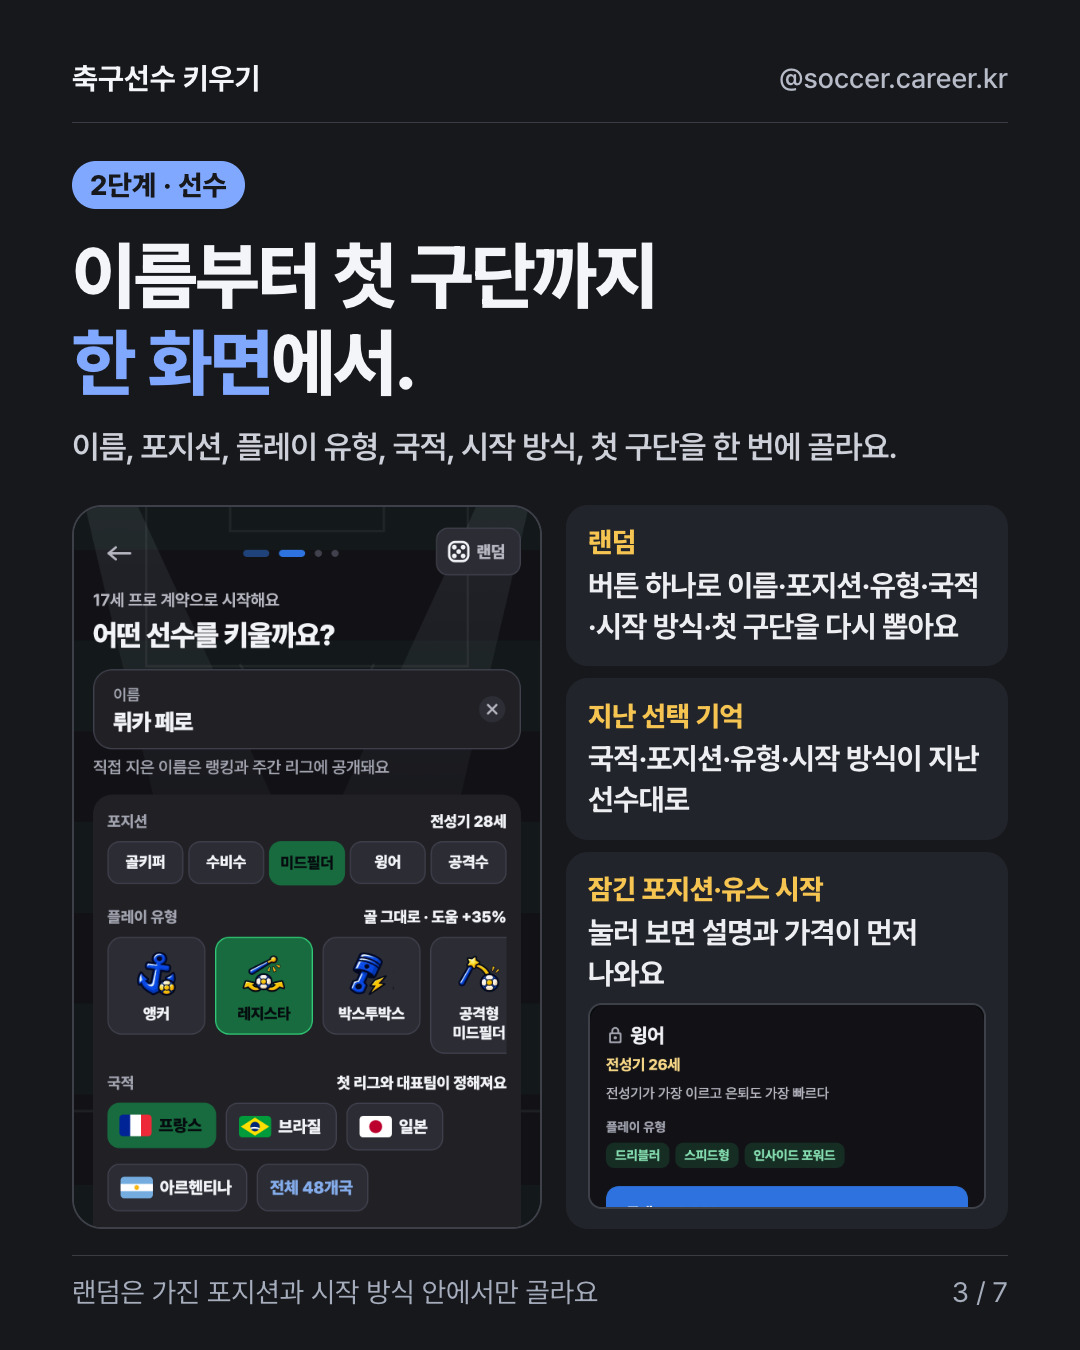 축구선수 키우기
@soccer.career.kr
2단계 · 선수
이름부터 첫 구단까지
한 화면에서.
이름, 포지션, 플레이 유형, 국적, 시작 방식, 첫 구단을 한 번에 골라요.
랜덤
17세 프로 계약으로 시작해요
어떤 선수를 키울까요?
이름
뤼카 페로
직접 지은 이름은 랭킹과 주간 리그에 공개돼요
포지션
전성기 28세
골키퍼
수비수
미드필더
윙어
공격수
플레이 유형
골 그대로 · 도움 +35%
앵커
레지스타
박스투박스
공격형
미드필더
국적
첫 리그와 대표팀이 정해져요
프랑스
브라질
일본
아르헨티나
전체 48개국
랜덤
버튼 하나로 이름·포지션·유형·국적
·시작 방식·첫 구단을 다시 뽑아요
지난 선택 기억
국적·포지션·유형·시작 방식이 지난
선수대로
잠긴 포지션·유스 시작
눌러 보면 설명과 가격이 먼저
나와요
윙어
전성기 26세
전성기가 가장 이르고 은퇴도 가장 빠르다
플레이 유형
드리블러
스피드형
인사이드 포워드
랜덤은 가진 포지션과 시작 방식 안에서만 골라요
3 / 7